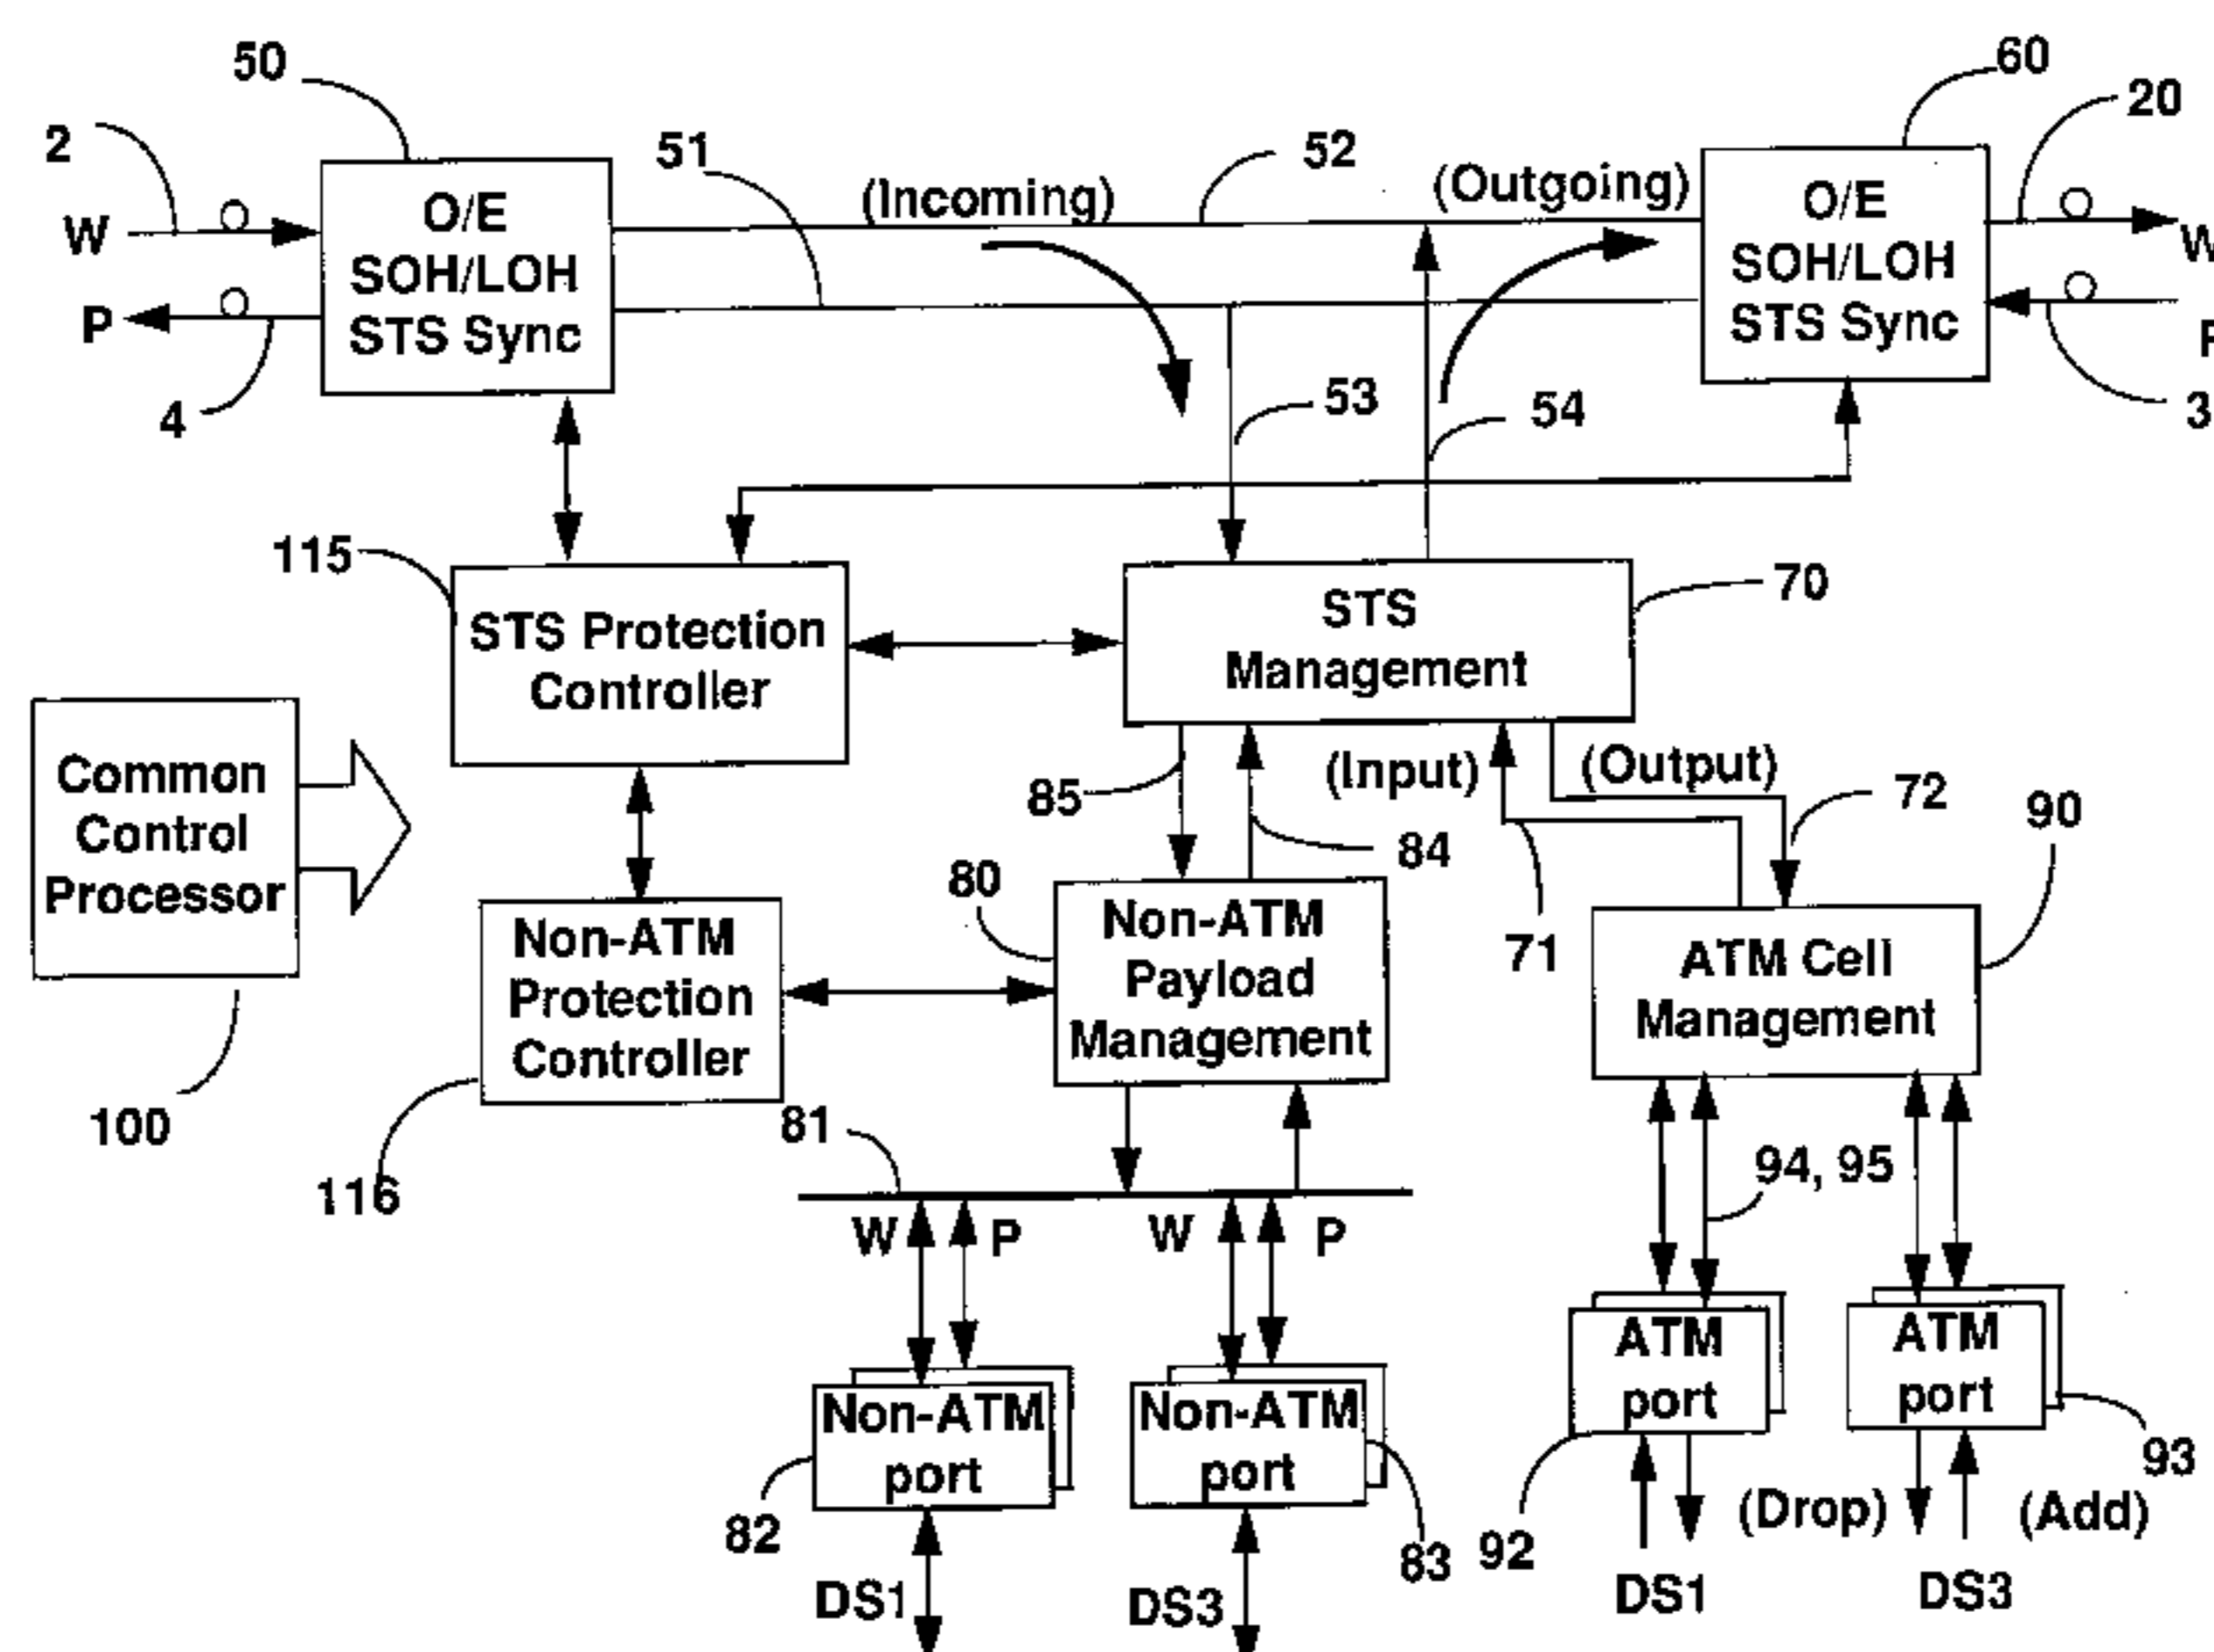 50
60
2
20
51
52
(Incoming)
(Outgoing)
W
O/E
SOH/LOH
STS Sync
O/E
SOH/LOH
STS Sync
W
P
P
4
53
54
3
115
STS Protection
Controller
STS
Management
70
Common
Control
Processor
85
(Input)
(Output)
72
90
84
80
71
Non-ATM
Protection
Controller
Non-ATM
Payload
Management
ATM Cell
Management
100
116
81
94, 95
W
P
W
P
Non-ATM
port
Non-ATM
port
ATM
port
ATM
port
82
83
92
93
(Drop)
(Add)
DS1
DS3
DS1
DS3